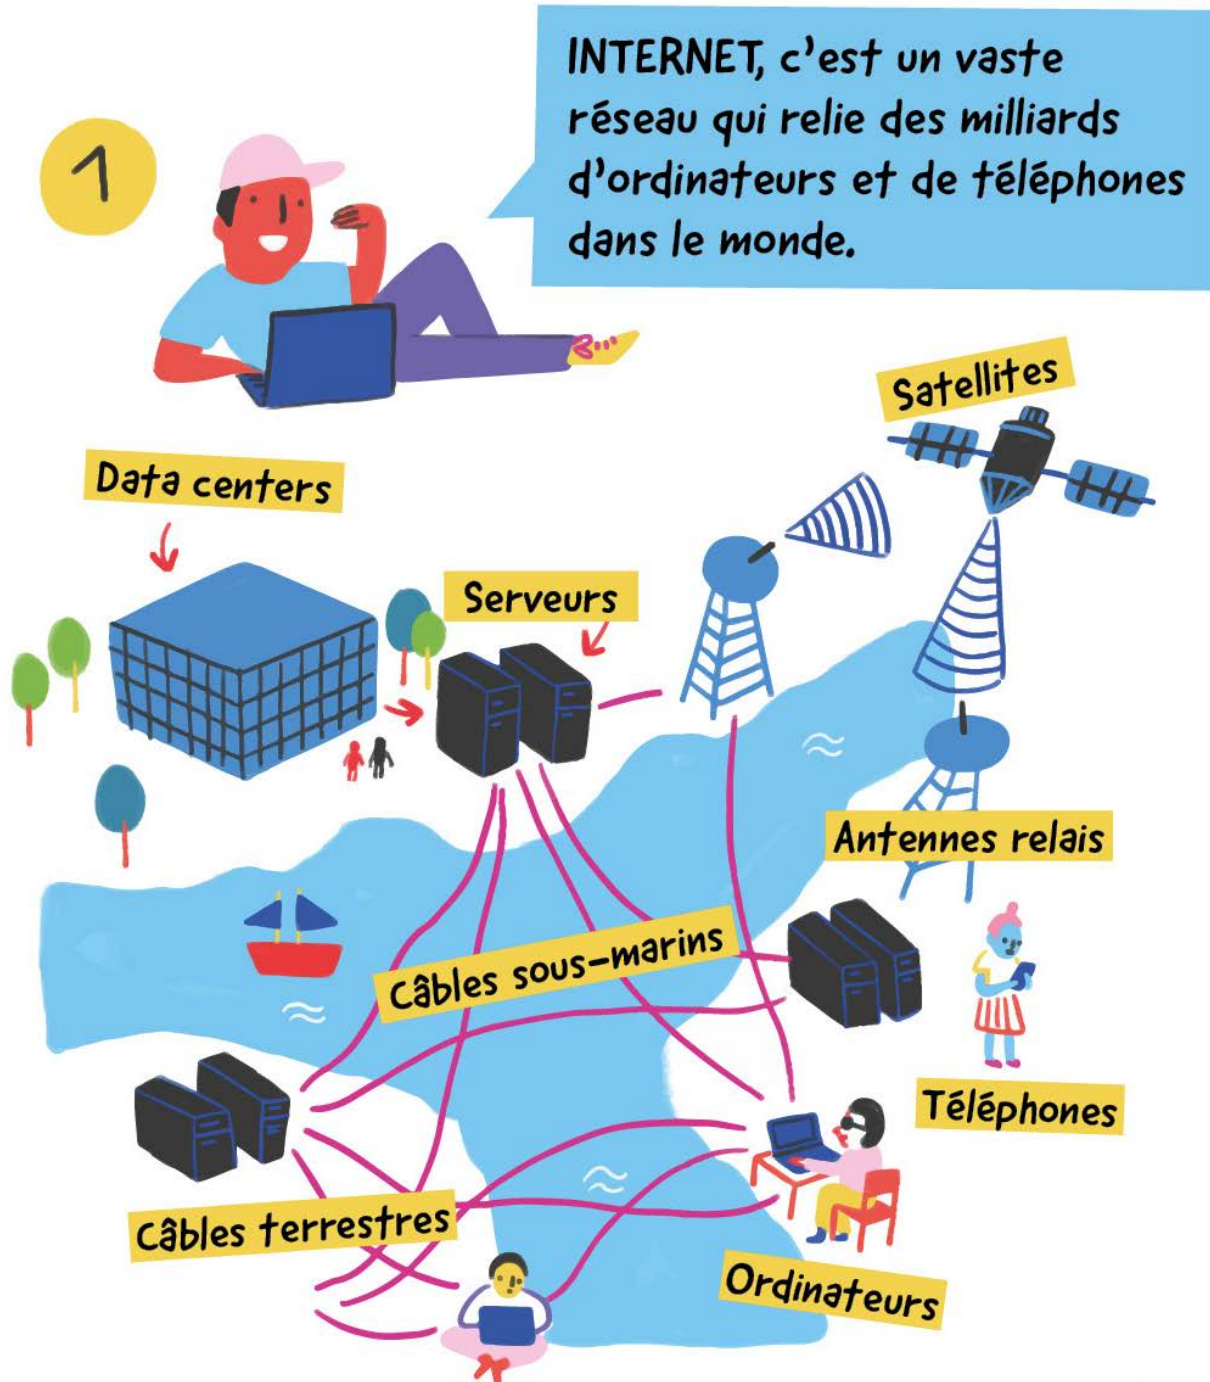 1
INTERNET, c'est un vaste
réseau qui relie des milliards
d'ordinateurs et de téléphones
dans le monde.
Satellites
Data centers
Serveurs
Antennes relais
Câbles sous-marins
Téléphones
Câbles terrestres
Ordinateurs